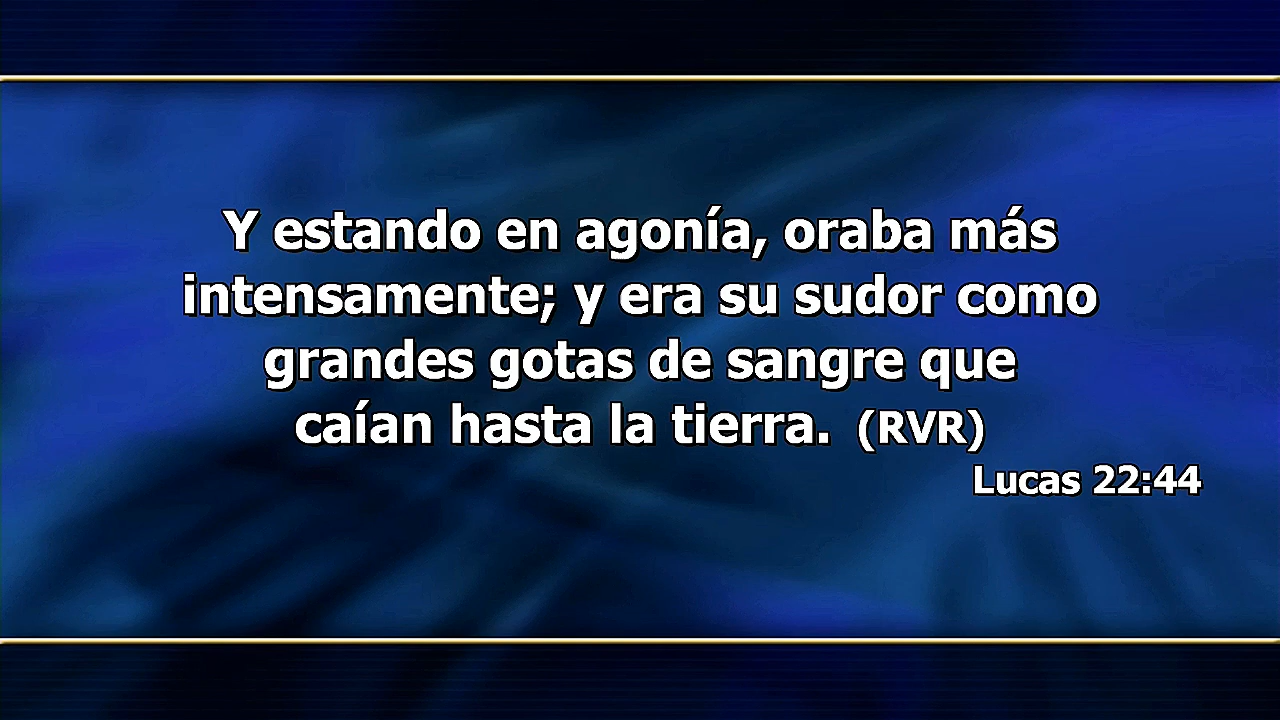 Y estando en agonía, oraba más
intensamente; y era su sudor como
grandes gotas de sangre que
caían hasta la tierra. (RVR)
Lucas 22:44